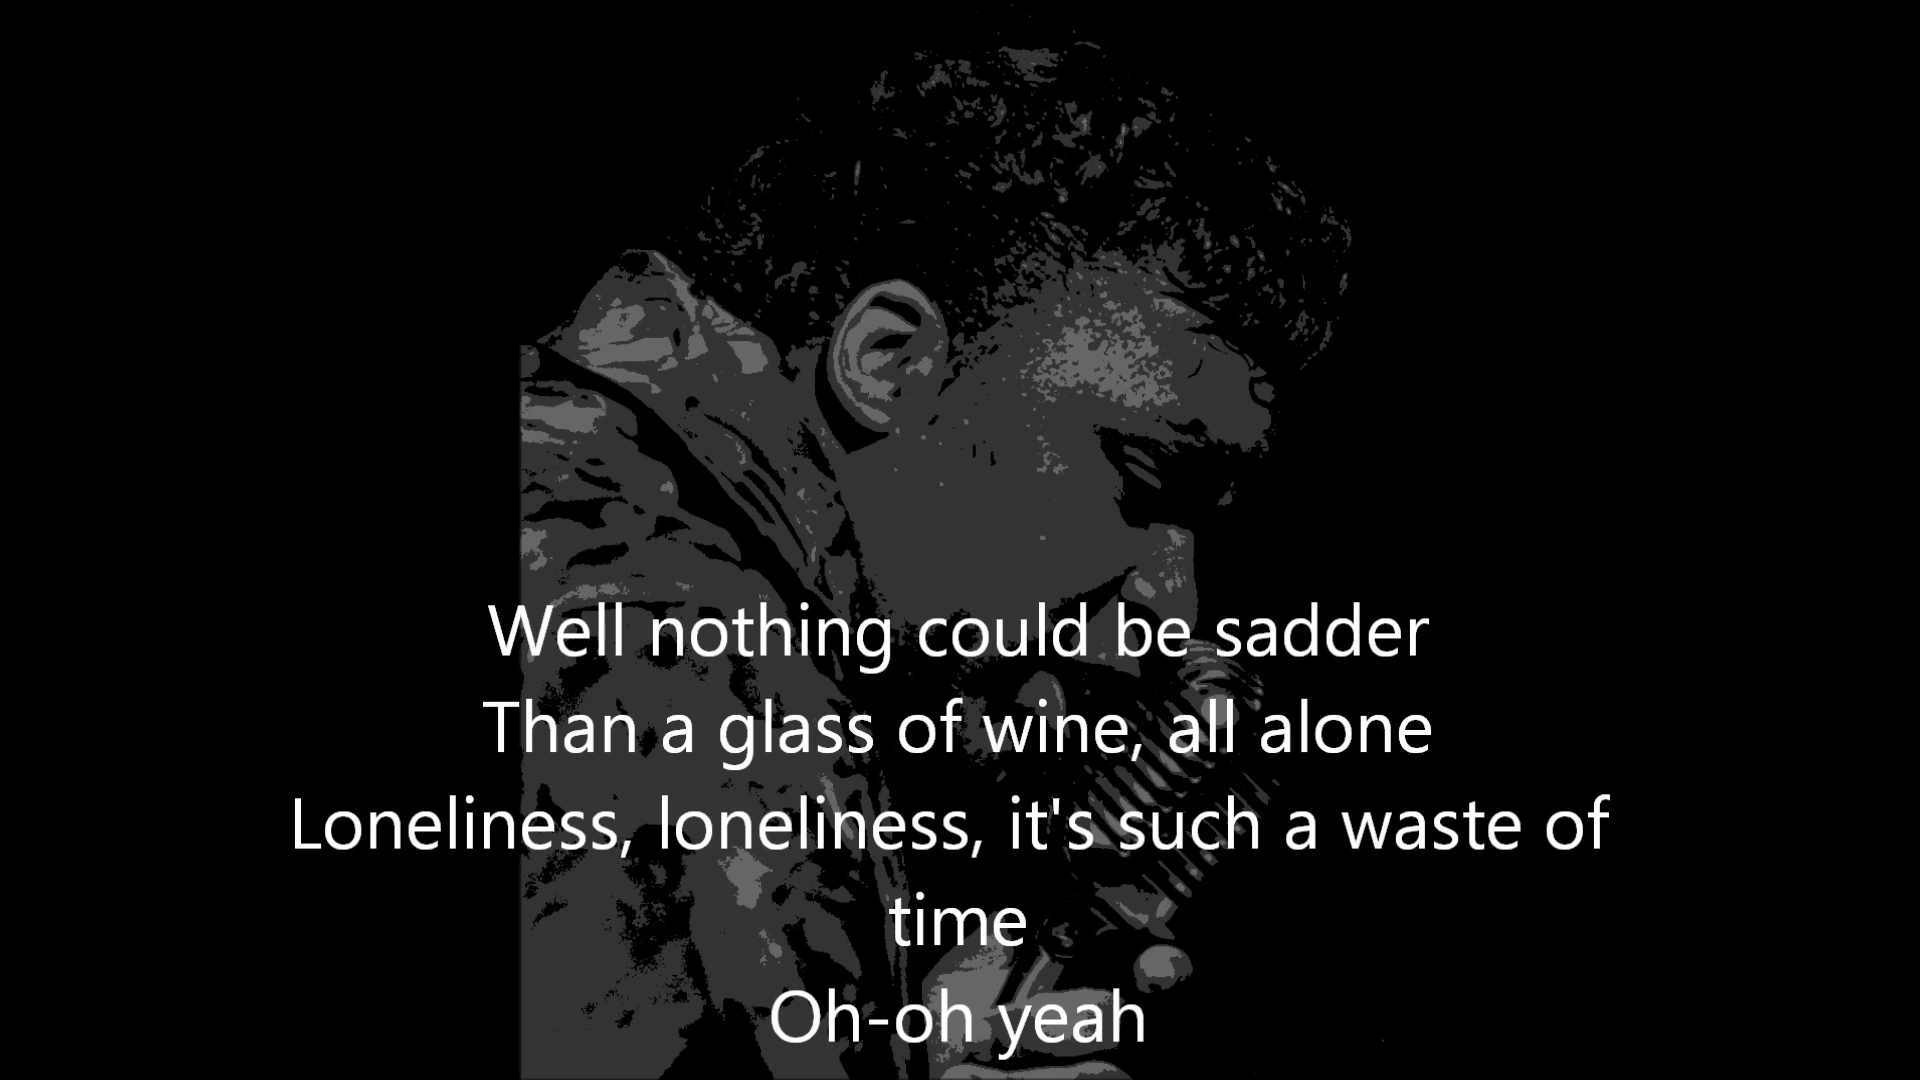 Well nothing could be sadder
Than a glass of wine, all alone
Loneliness, loneliness, it's such a waste of
time
Oh-oh yeah